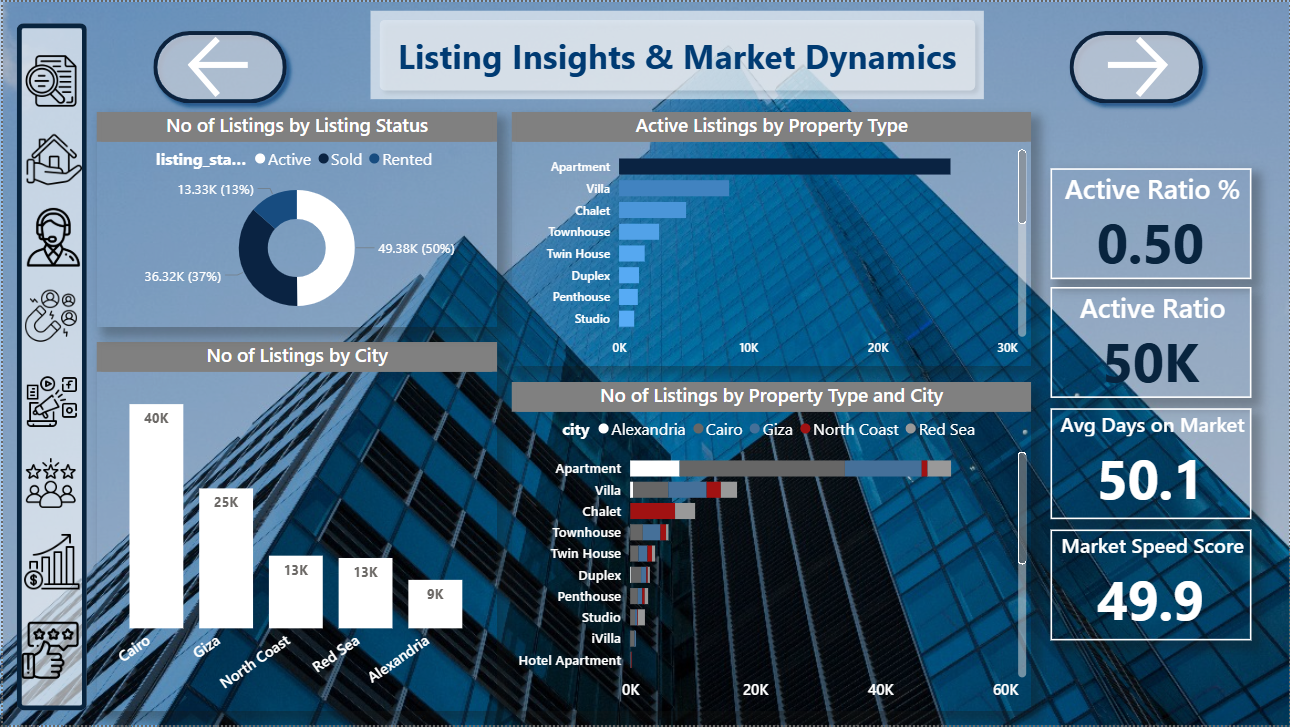 Listing Insights & Market Dynamics
No of Listings by Listing Status
listing_sta... Active Sold Rented
13.33K (13%)
49.38K (50%)
36.32K (37%)
Active Listings by Property Type
Apartment
Villa
Chalet
Townhouse
Twin House
Duplex
Penthouse
Studio
0K 10K 20K 30K
No of Listings by City
40K
25K
13K
13K
9K
Cairo
Giza
North Coast
Red Sea
Alexandria
No of Listings by Property Type and City
city Alexandria Cairo Giza North Coast Red Sea
Apartment
Villa
Chalet
Townhouse
Twin House
Duplex
Penthouse
Studio
iVilla
Hotel Apartment
0K 20K 40K 60K
Active Ratio %
0.50
Active Ratio
50K
Avg Days on Market
50.1
Market Speed Score
49.9